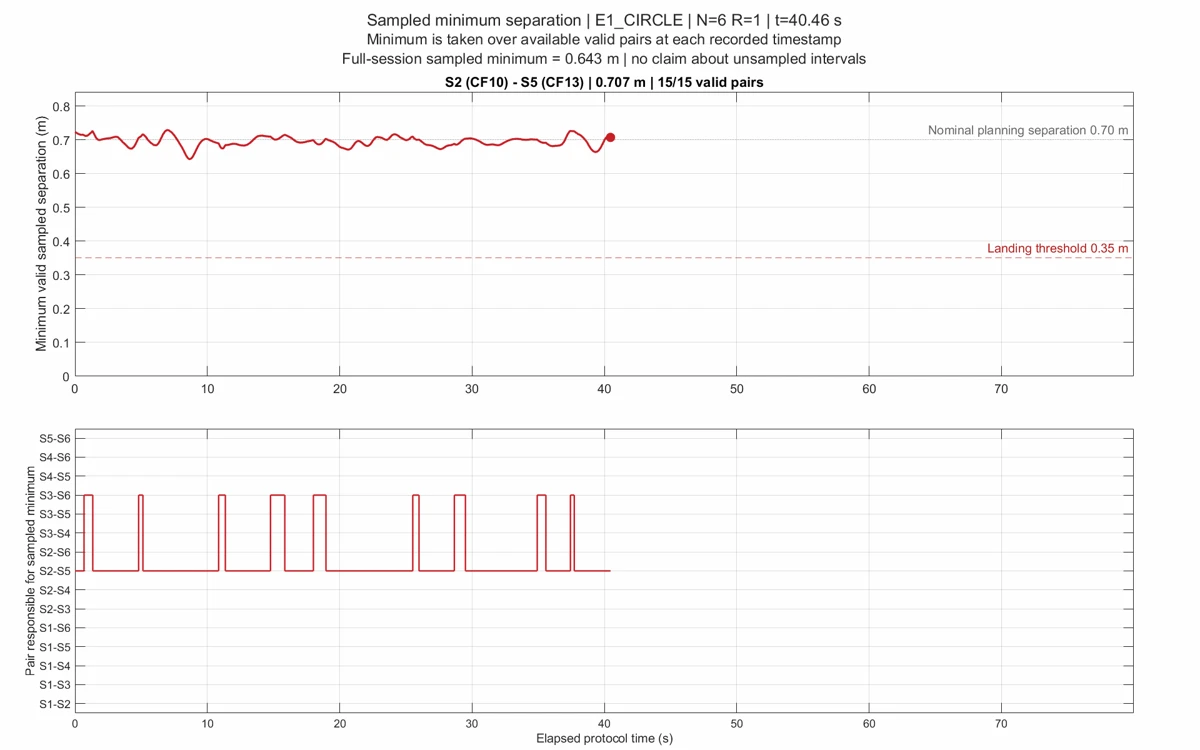 Sampled minimum separation | E1_CIRCLE | N=6 R=1 | t=40.46 s
Minimum is taken over available valid pairs at each recorded timestamp
Full-session sampled minimum = 0.643 m | no claim about unsampled intervals
S2 (CF10) - S5 (CF13) | 0.707 m | 15/15 valid pairs
Minimum valid sampled separation (m)
0.8
0.7
0.6
0.5
0.4
0.3
0.2
0.1
0
Nominal planning separation 0.70 m
Landing threshold 0.35 m
0 10 20 30 40 50 60 70
Pair responsible for sampled minimum
S5-S6
S4-S6
S4-S5
S3-S6
S3-S5
S3-S4
S2-S6
S2-S5
S2-S4
S2-S3
S1-S6
S1-S5
S1-S4
S1-S3
S1-S2
0 10 20 30 40 50 60 70
Elapsed protocol time (s)